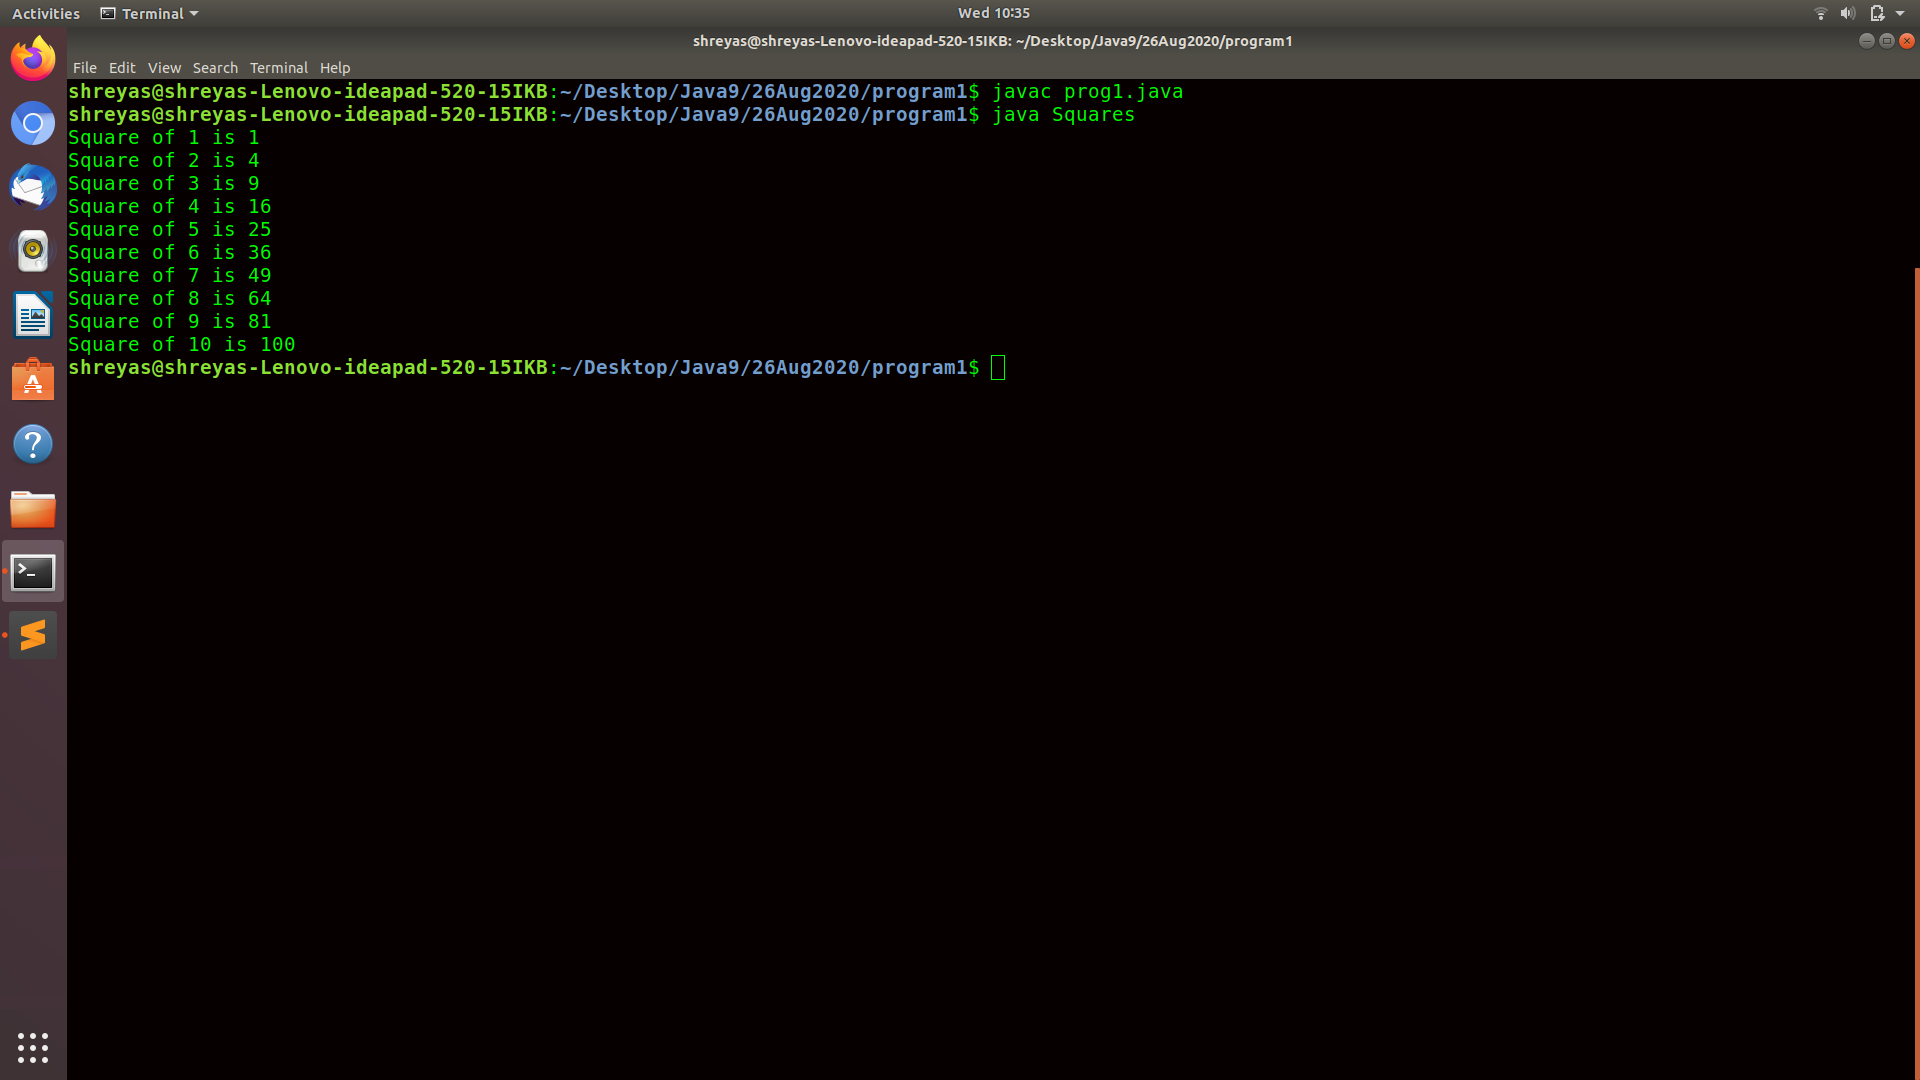 Activities Terminal Wed 10:35
shreyas@shreyas-Lenovo-ideapad-520-15IKB: ~/Desktop/Java9/26Aug2020/program1
File Edit View Search Terminal Help
shreyas@shreyas-Lenovo-ideapad-520-15IKB:~/Desktop/Java9/26Aug2020/program1$ javac prog1.java
shreyas@shreyas-Lenovo-ideapad-520-15IKB:~/Desktop/Java9/26Aug2020/program1$ java Squares
Square of 1 is 1
Square of 2 is 4
Square of 3 is 9
Square of 4 is 16
Square of 5 is 25
Square of 6 is 36
Square of 7 is 49
Square of 8 is 64
Square of 9 is 81
Square of 10 is 100
shreyas@shreyas-Lenovo-ideapad-520-15IKB:~/Desktop/Java9/26Aug2020/program1$